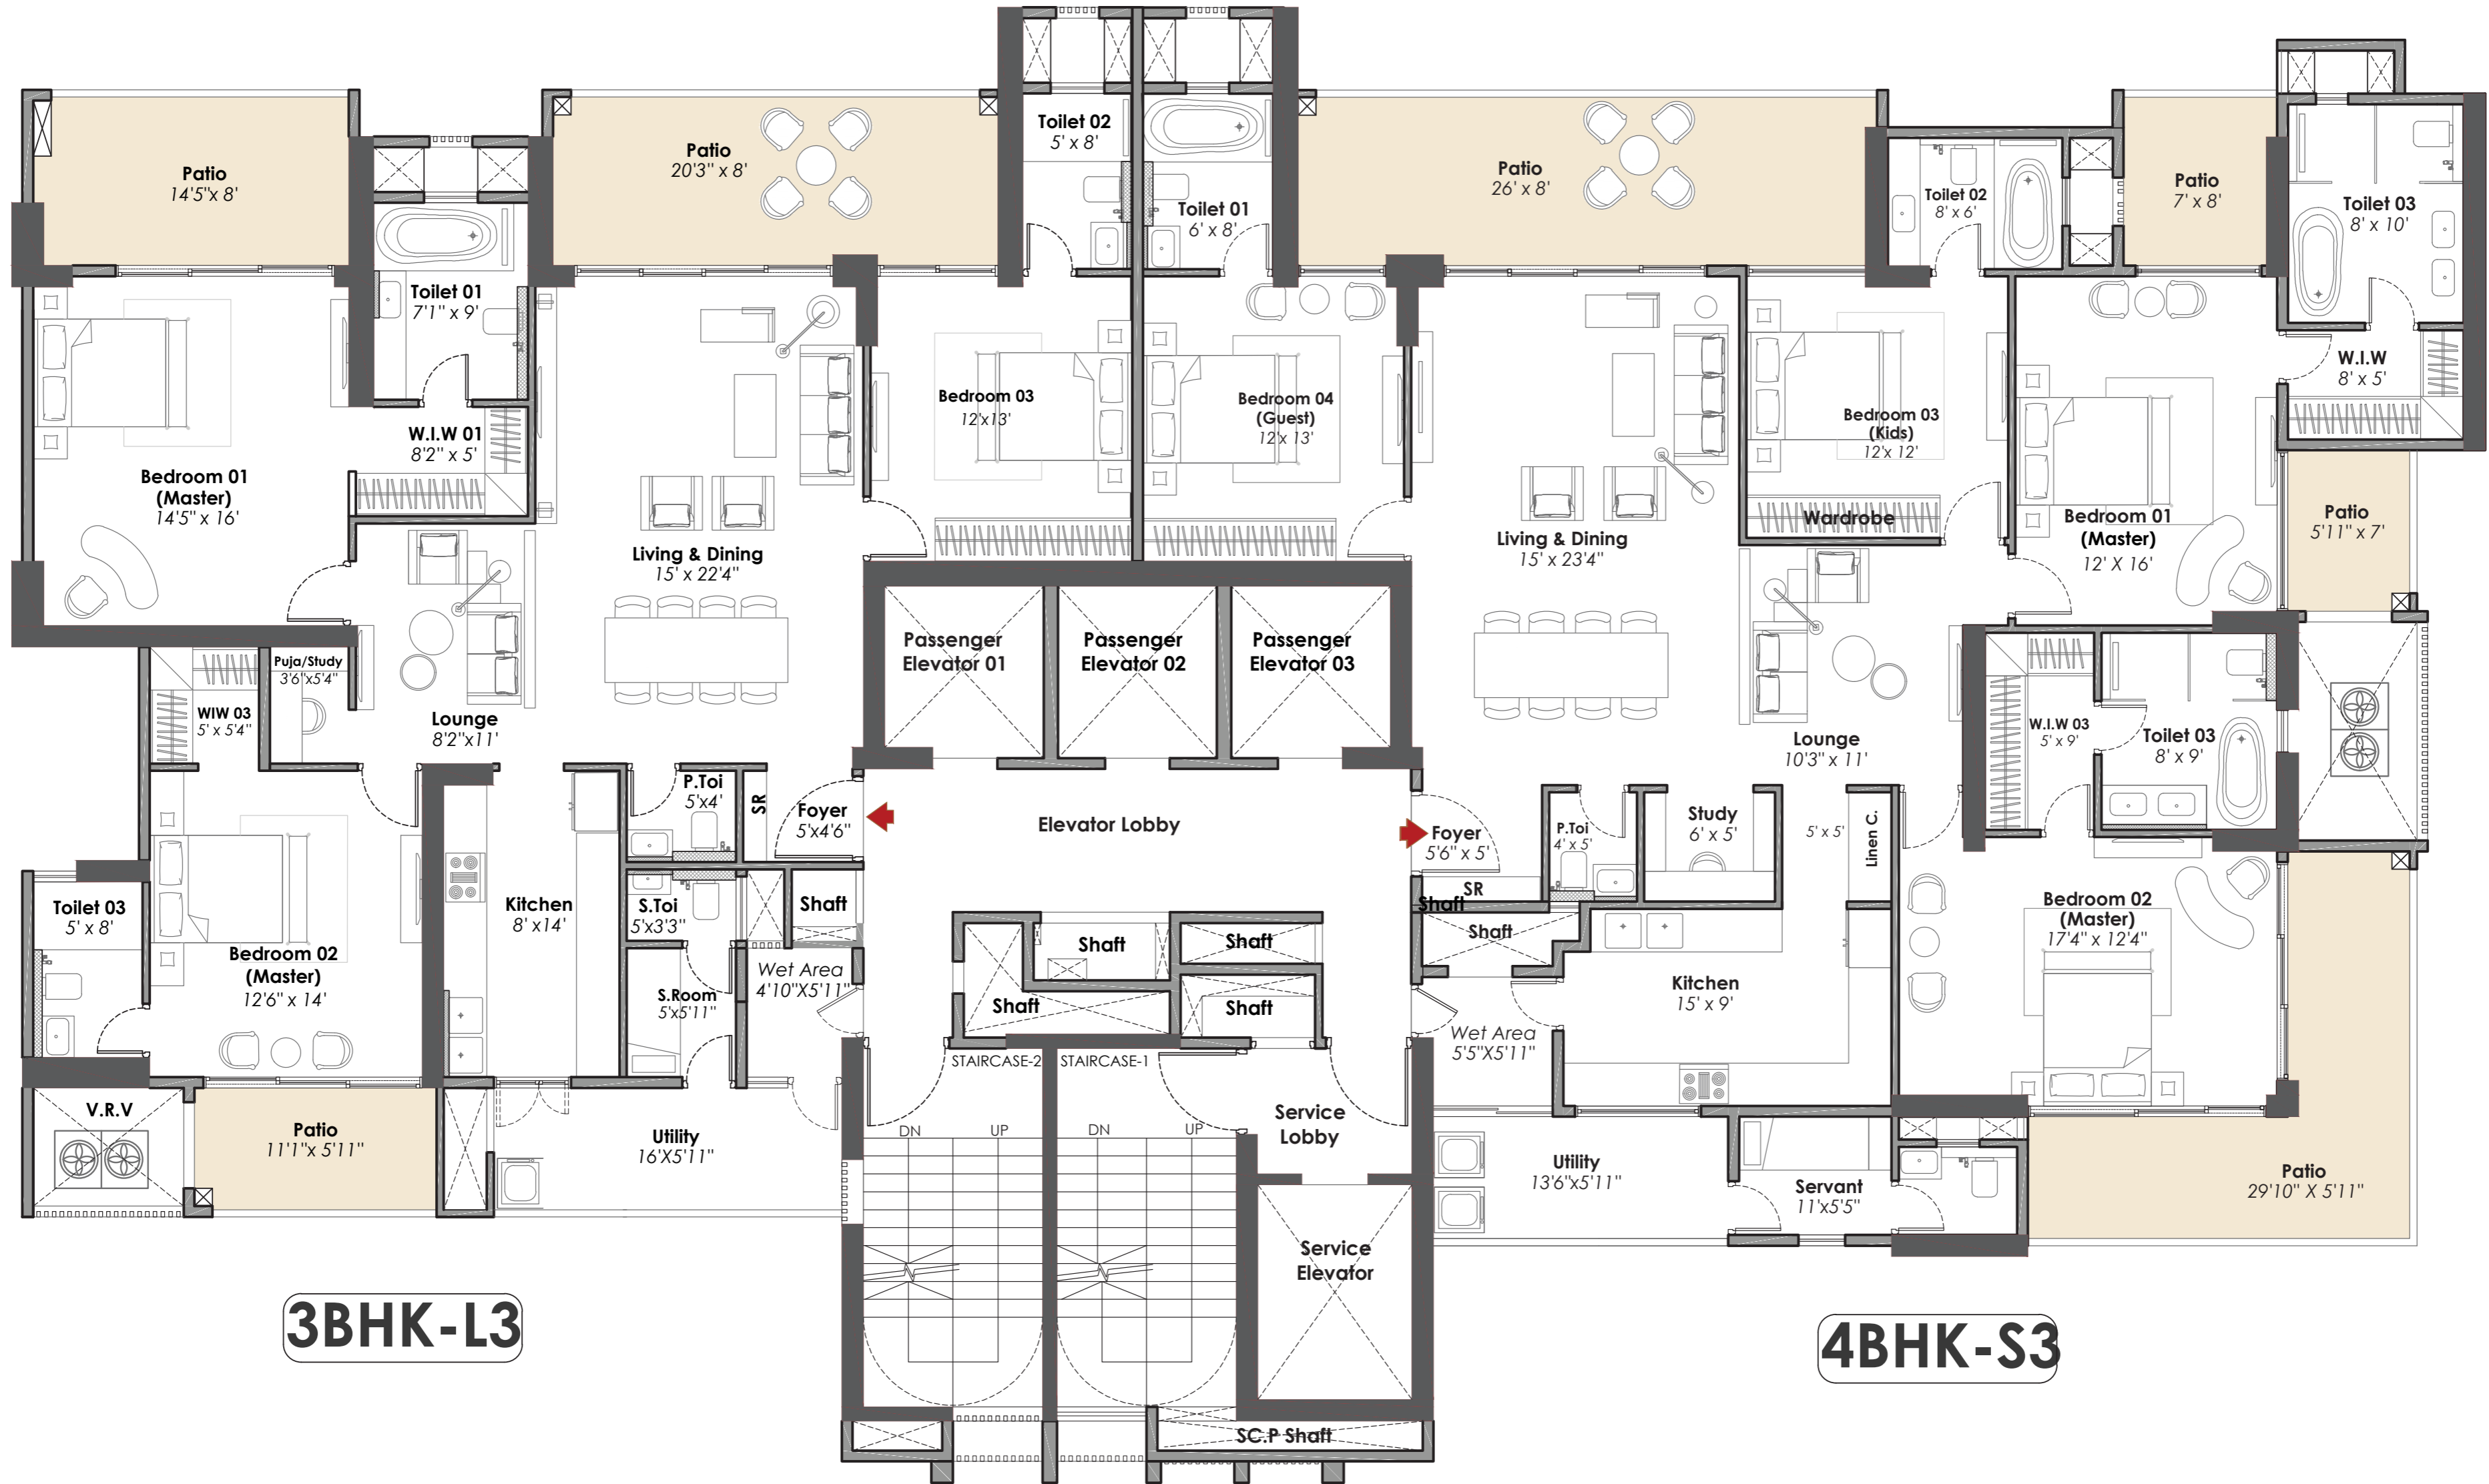 Patio
14'5"x 8'
Toilet 01
7'1" x 9'
W.I.W 01
8'2" x 5'
Bedroom 01
(Master)
14'5" x 16'
Patio
20'3" x 8'
Living & Dining
15' x 22'4"
Toilet 02
5' x 8'
Bedroom 03
12'x13'
Puja/Study
3'6"x5'4"
WIW 03
5' x 5'4"
Lounge
8'2"x11'
Toilet 03
5' x 8'
Bedroom 02
(Master)
12'6" x 14'
V.R.V
Patio
11'1"x 5'11"
Kitchen
8' x14'
P.Toi
5'x4'
SR
Foyer
5'x4'6"
S.Toi
5'x3'3"
Shaft
S.Room
5'x5'11"
Wet Area
4'10"X5'11"
Utility
16'X5'11"
3BHK-L3
Passenger
Elevator 01
Passenger
Elevator 02
Passenger
Elevator 03
Elevator Lobby
Shaft
Shaft
Shaft
Shaft
STAIRCASE-2
STAIRCASE-1
DN
UP
DN
UP
Service
Lobby
Service
Elevator
SC.P Shaft
Toilet 01
6' x 8'
Bedroom 04
(Guest)
12'x 13'
Patio
26' x 8'
Living & Dining
15' x 23'4"
Toilet 02
8' x 6'
Bedroom 03
(Kids)
12'x 12'
Wardrobe
Patio
7' x 8'
Toilet 03
8' x 10'
W.I.W
8' x 5'
Bedroom 01
(Master)
12' X 16'
Patio
5'11" x 7'
Lounge
10'3" x 11'
W.I.W 03
5' x 9'
Toilet 03
8' x 9'
Foyer
5'6" x 5'
SR
Shaft
Shaft
P.Toi
4' x 5'
Study
6' x 5'
5' x 5'
Linen C.
Bedroom 02
(Master)
17'4" x 12'4"
Kitchen
15' x 9'
Wet Area
5'5"X5'11"
Utility
13'6"x5'11"
Servant
11'x5'5"
Patio
29'10" X 5'11"
4BHK-S3